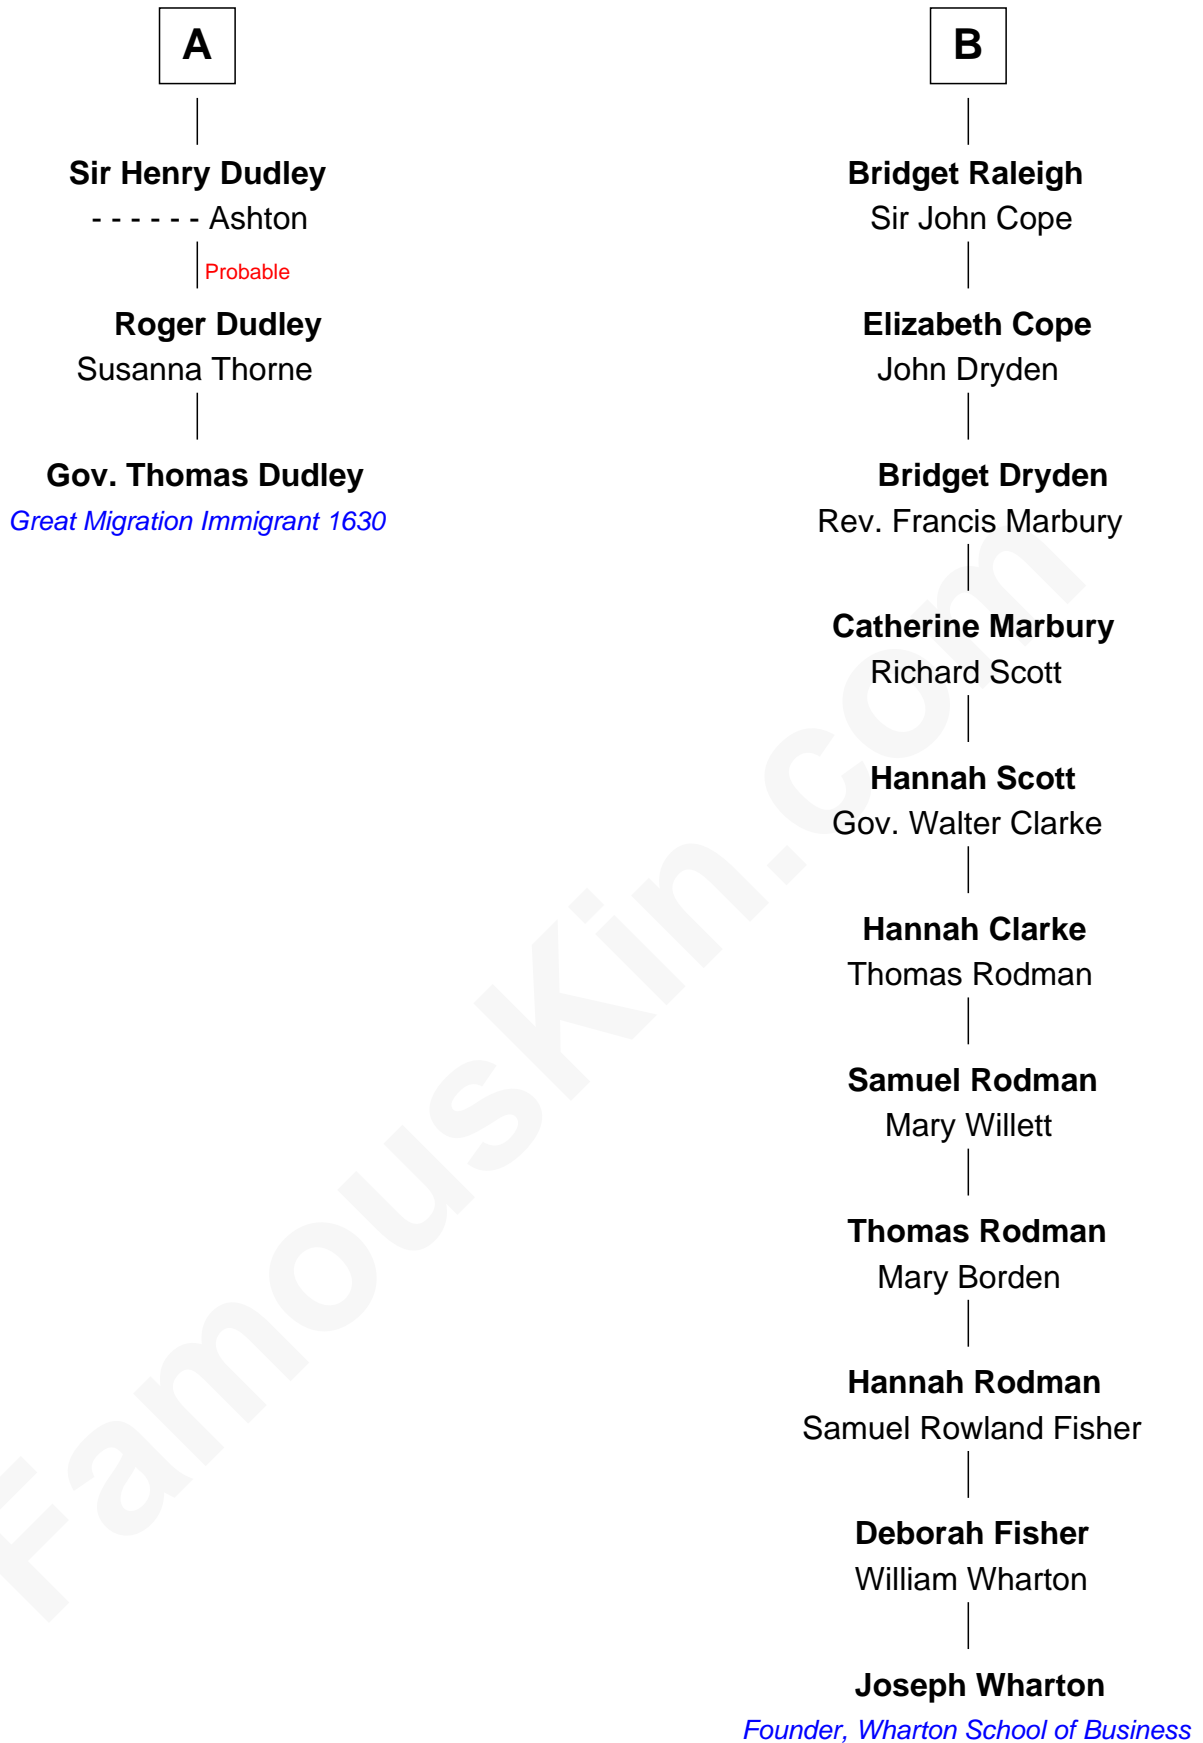 A
Sir Henry Dudley
- - - - - - Ashton
Probable
Roger Dudley
Susanna Thorne
Gov. Thomas Dudley
Great Migration Immigrant 1630
B
Bridget Raleigh
Sir John Cope
Elizabeth Cope
John Dryden
Bridget Dryden
Rev. Francis Marbury
Catherine Marbury
Richard Scott
Hannah Scott
Gov. Walter Clarke
Hannah Clarke
Thomas Rodman
Samuel Rodman
Mary Willett
Thomas Rodman
Mary Borden
Hannah Rodman
Samuel Rowland Fisher
Deborah Fisher
William Wharton
Joseph Wharton
Founder, Wharton School of Business
FamousKin.com